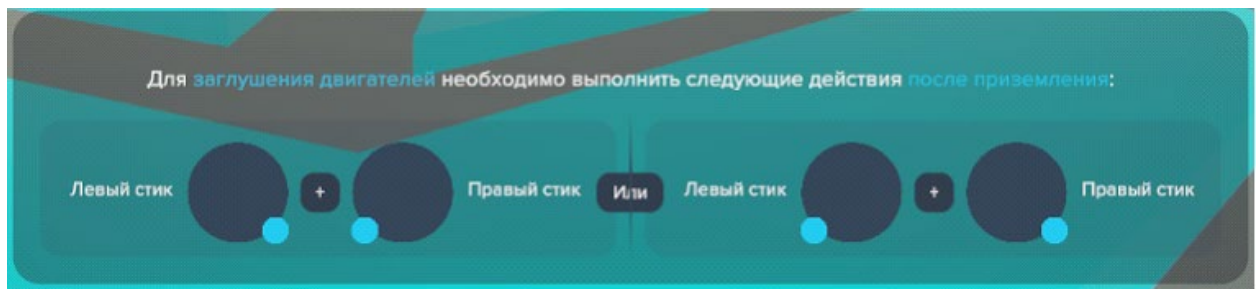 Для заглушения двигателей необходимо выполнить следующие действия после приземления:
Левый стик + Правый стик Или Левый стик + Правый стик